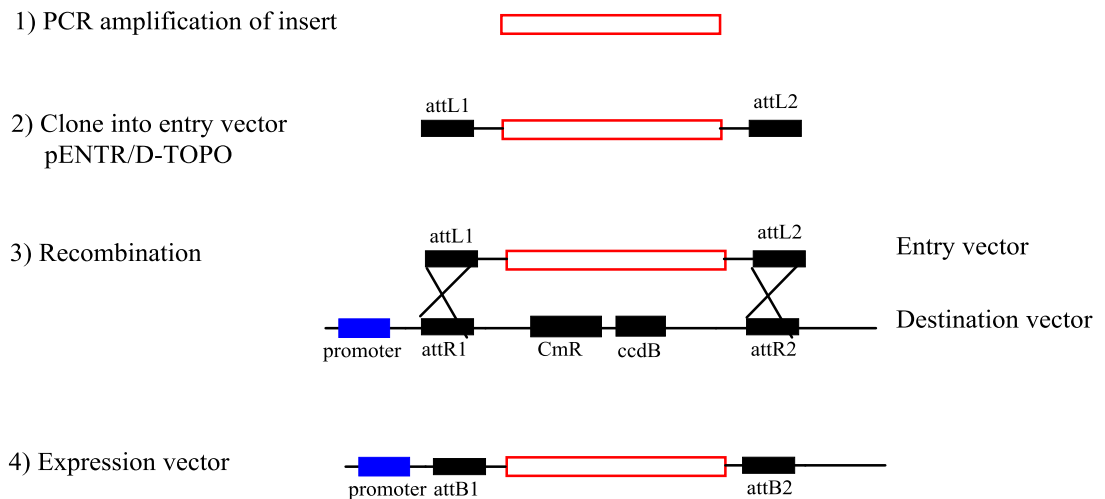 1) PCR amplification of insert
attL1
attL2
2) Clone into entry vector
pENTR/D-TOPO
attL1
attL2
3) Recombination
Entry vector
Destination vector
promoter
attR1
CmR
ccdB
attR2
4) Expression vector
promoter
attB1
attB2